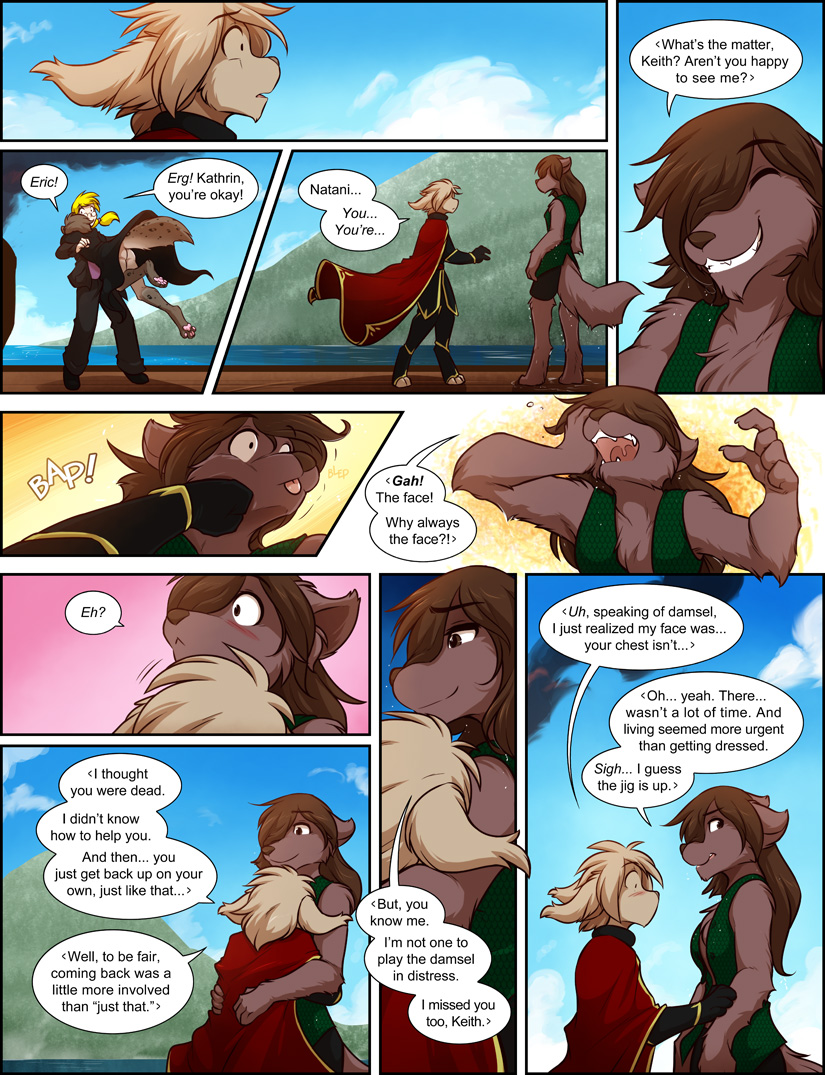 ‹What's the matter,
Keith? Aren't you happy
to see me?›
Eric!
Erg! Kathrin,
you're okay!
Natani...
You...
You're...
BAP!
BLEP
‹Gah!
The face!
Why always
the face?!›
Eh?
‹I thought
you were dead.
I didn't know
how to help you.
And then... you
just get back up on your
own, just like that...›
‹Well, to be fair,
coming back was a
little more involved
than “just that.”›
‹But, you
know me.
I'm not one to
play the damsel
in distress.
I missed you
too, Keith.›
‹Uh, speaking of damsel,
I just realized my face was...
your chest isn't...›
‹Oh... yeah. There...
wasn't a lot of time. And
living seemed more urgent
than getting dressed.
Sigh... I guess
the jig is up.›